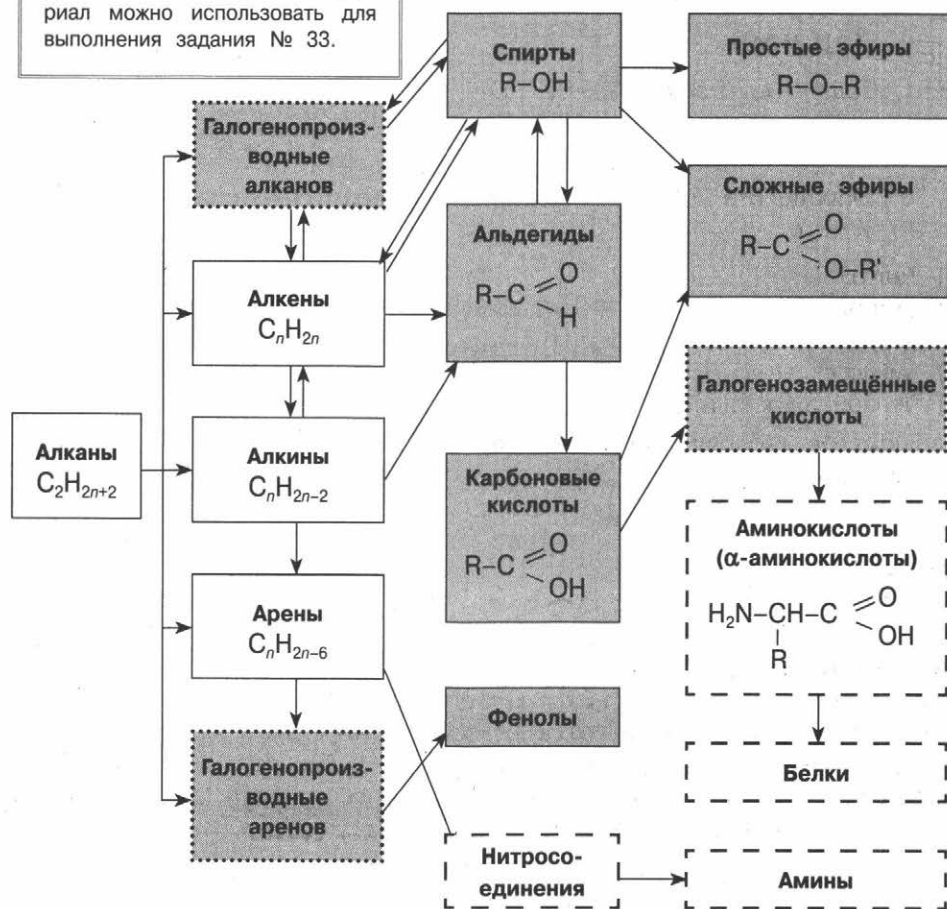 риал можно использовать для
выполнения задания № 33.
Спирты
R–OH
Простые эфиры
R–O–R
Галогенопроиз-
водные
алканов
Сложные эфиры
R–C
O
O–R'
Альдегиды
R–C
O
H
Алкены
CnH2n
Галогенозамещённые
кислоты
Алканы
C2H2n+2
Алкины
CnH2n–2
Карбоновые
кислоты
R–C
O
OH
Аминокислоты
(α-аминокислоты)
H2N–CH–C
O
OH
R
Арены
CnH2n–6
Фенолы
Галогенопроиз-
водные
аренов
Белки
Нитросо-
единения
Амины